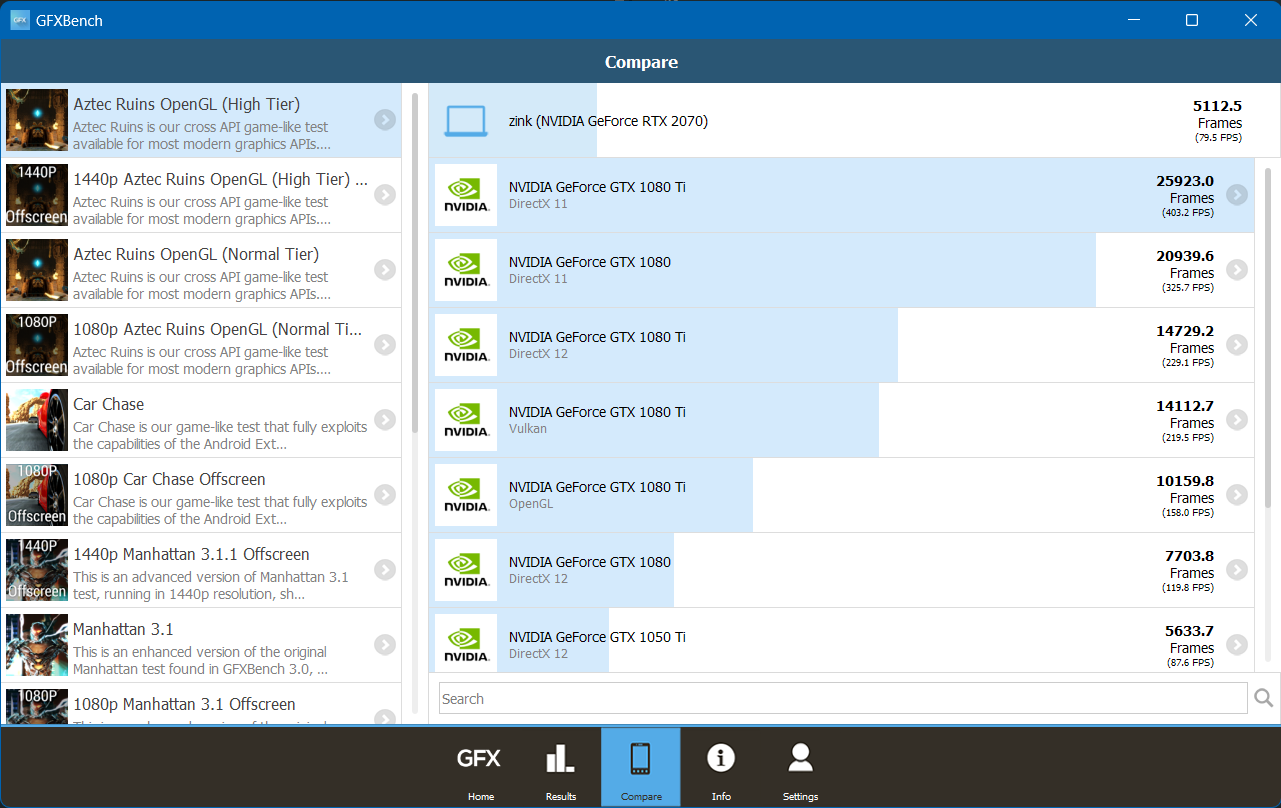 GFX GFXBench
Compare
Aztec Ruins OpenGL (High Tier)
Aztec Ruins is our cross API game-like test
available for most modern graphics APIs....
1440P
Offscreen
1440p Aztec Ruins OpenGL (High Tier) ...
Aztec Ruins is our cross API game-like test
available for most modern graphics APIs....
Aztec Ruins OpenGL (Normal Tier)
Aztec Ruins is our cross API game-like test
available for most modern graphics APIs....
1080P
Offscreen
1080p Aztec Ruins OpenGL (Normal Ti...
Aztec Ruins is our cross API game-like test
available for most modern graphics APIs....
Car Chase
Car Chase is our game-like test that fully exploits
the capabilities of the Android Ext...
1080P
Offscreen
1080p Car Chase Offscreen
Car Chase is our game-like test that fully exploits
the capabilities of the Android Ext...
1440P
Offscreen
1440p Manhattan 3.1.1 Offscreen
This is an advanced version of Manhattan 3.1
test, running in 1440p resolution, sh...
Manhattan 3.1
This is an enhanced version of the original
Manhattan test found in GFXBench 3.0, ...
1080P
1080p Manhattan 3.1 Offscreen
zink (NVIDIA GeForce RTX 2070)
5112.5
Frames
(79.5 FPS)
NVIDIA.
NVIDIA GeForce GTX 1080 Ti
DirectX 11
25923.0
Frames
(403.2 FPS)
NVIDIA.
NVIDIA GeForce GTX 1080
DirectX 11
20939.6
Frames
(325.7 FPS)
NVIDIA.
NVIDIA GeForce GTX 1080 Ti
DirectX 12
14729.2
Frames
(229.1 FPS)
NVIDIA.
NVIDIA GeForce GTX 1080 Ti
Vulkan
14112.7
Frames
(219.5 FPS)
NVIDIA.
NVIDIA GeForce GTX 1080 Ti
OpenGL
10159.8
Frames
(158.0 FPS)
NVIDIA.
NVIDIA GeForce GTX 1080
DirectX 12
7703.8
Frames
(119.8 FPS)
NVIDIA.
NVIDIA GeForce GTX 1050 Ti
DirectX 12
5633.7
Frames
(87.6 FPS)
Search
GFX
Home
Results
Compare
Info
Settings